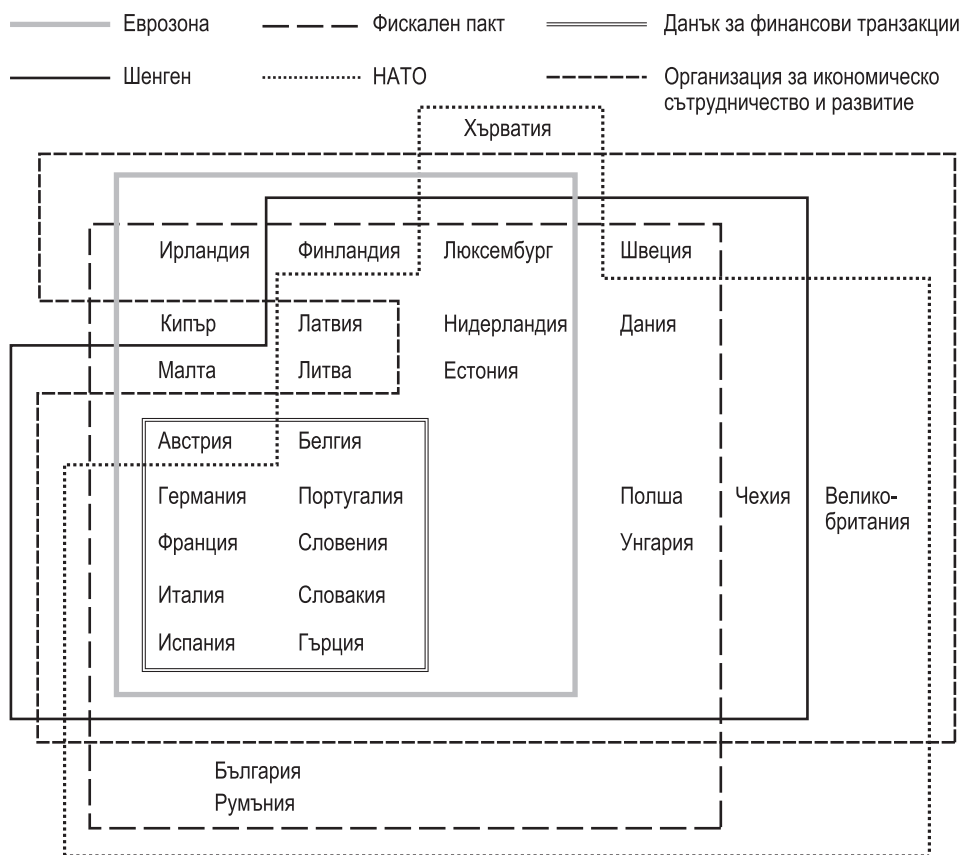 Еврозона
Фискален пакт
Данък за финансови транзакции
Шенген
НАТО
Организация за икономическо
сътрудничество и развитие
Хърватия
Ирландия
Финландия
Люксембург
Швеция
Кипър
Латвия
Нидерландия
Дания
Малта
Литва
Естония
Австрия
Белгия
Германия
Португалия
Полша
Чехия
Велико-
британия
Франция
Словения
Унгария
Италия
Словакия
Испания
Гърция
България
Румъния